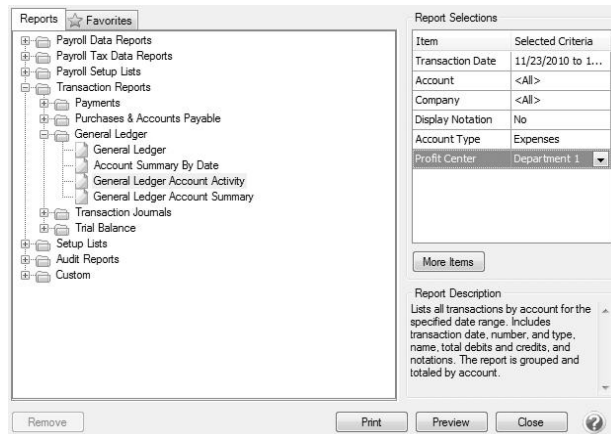 Reports
Favorites
Payroll Data Reports
Payroll Tax Data Reports
Payroll Setup Lists
Transaction Reports
Payments
Purchases & Accounts Payable
General Ledger
General Ledger
Account Summary By Date
General Ledger Account Activity
General Ledger Account Summary
Transaction Journals
Trial Balance
Setup Lists
Audit Reports
Custom
Report Selections
Item Selected Criteria
Transaction Date 11/23/2010 to 1...
Account <All>
Company <All>
Display Notation No
Account Type Expenses
Profit Center Department 1
More Items
Report Description
Lists all transactions by account for the
specified date range. Includes
transaction date, number, and type,
name, total debits and credits, and
notations. The report is grouped and
totaled by account.
Remove
Print
Preview
Close
?